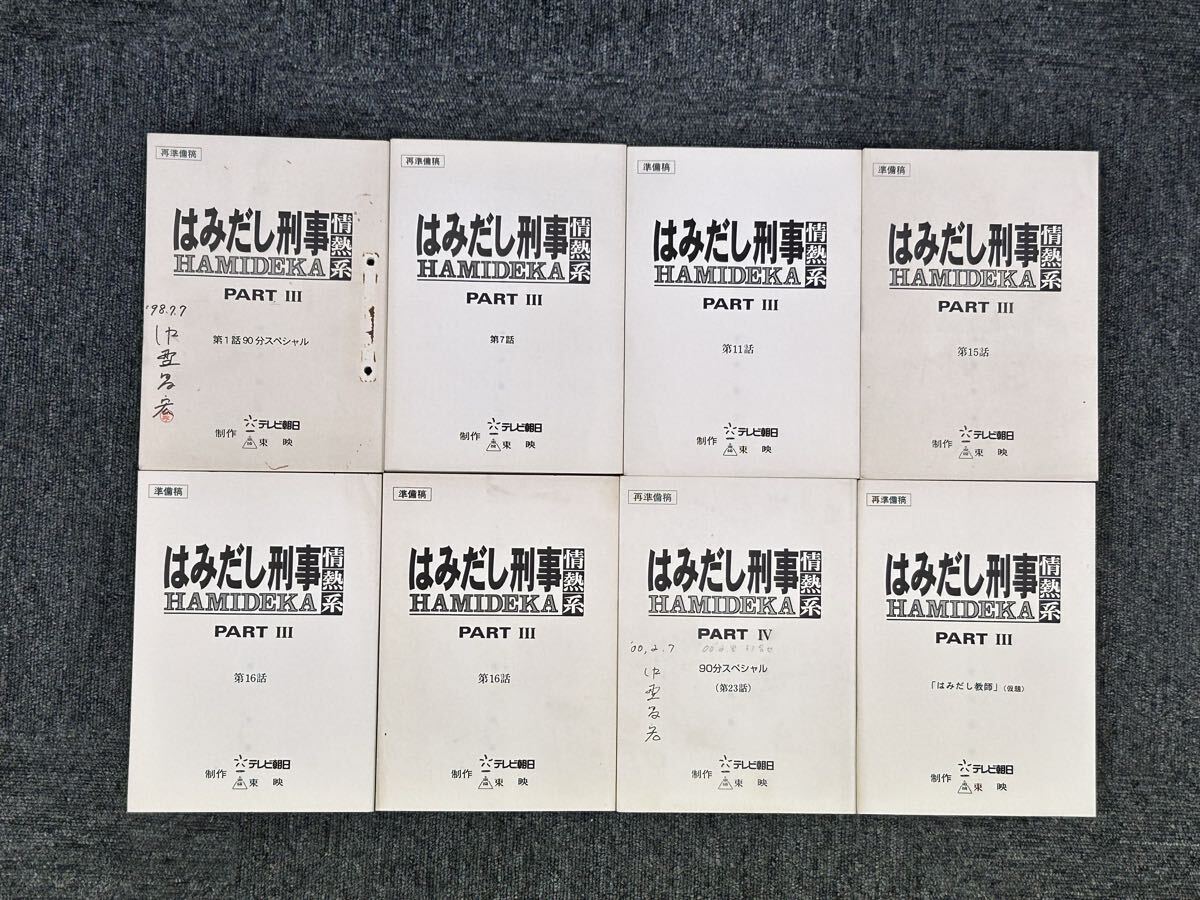 再準備稿
はみだし刑事
情熱系
HAMIDEKA
PART III
'98.7.7
第1話90分スペシャル
制作
テレビ朝日
東映
再準備稿
はみだし刑事
情熱系
HAMIDEKA
PART III
第7話
制作
テレビ朝日
東映
準備稿
はみだし刑事
情熱系
HAMIDEKA
PART III
第11話
制作
テレビ朝日
東映
準備稿
はみだし刑事
情熱系
HAMIDEKA
PART III
第15話
制作
テレビ朝日
東映
準備稿
はみだし刑事
情熱系
HAMIDEKA
PART III
第16話
制作
テレビ朝日
東映
準備稿
はみだし刑事
情熱系
HAMIDEKA
PART III
第16話
制作
テレビ朝日
東映
再準備稿
はみだし刑事
情熱系
HAMIDEKA
PART IV
'00,2.7
90分スペシャル
(第23話)
制作
テレビ朝日
東映
再準備稿
はみだし刑事
情熱系
HAMIDEKA
PART III
「はみだし教師」(仮題)
制作
テレビ朝日
東映